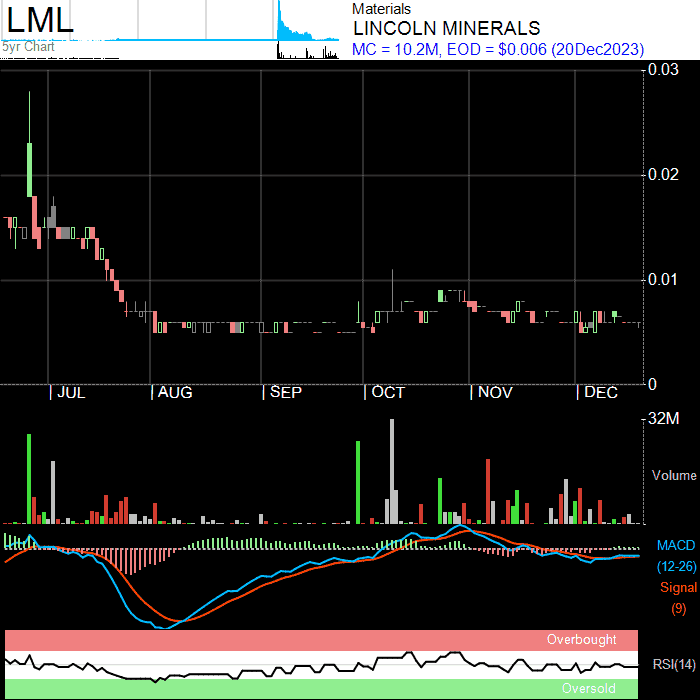 LML
5yr Chart
Materials
LINCOLN MINERALS
MC = 10.2M, EOD = $0.006 (20Dec2023)
0.03
0.02
0.01
0
JUL
AUG
SEP
OCT
NOV
DEC
32M
Volume
MACD
(12-26)
Signal
(9)
Overbought
RSI(14)
Oversold